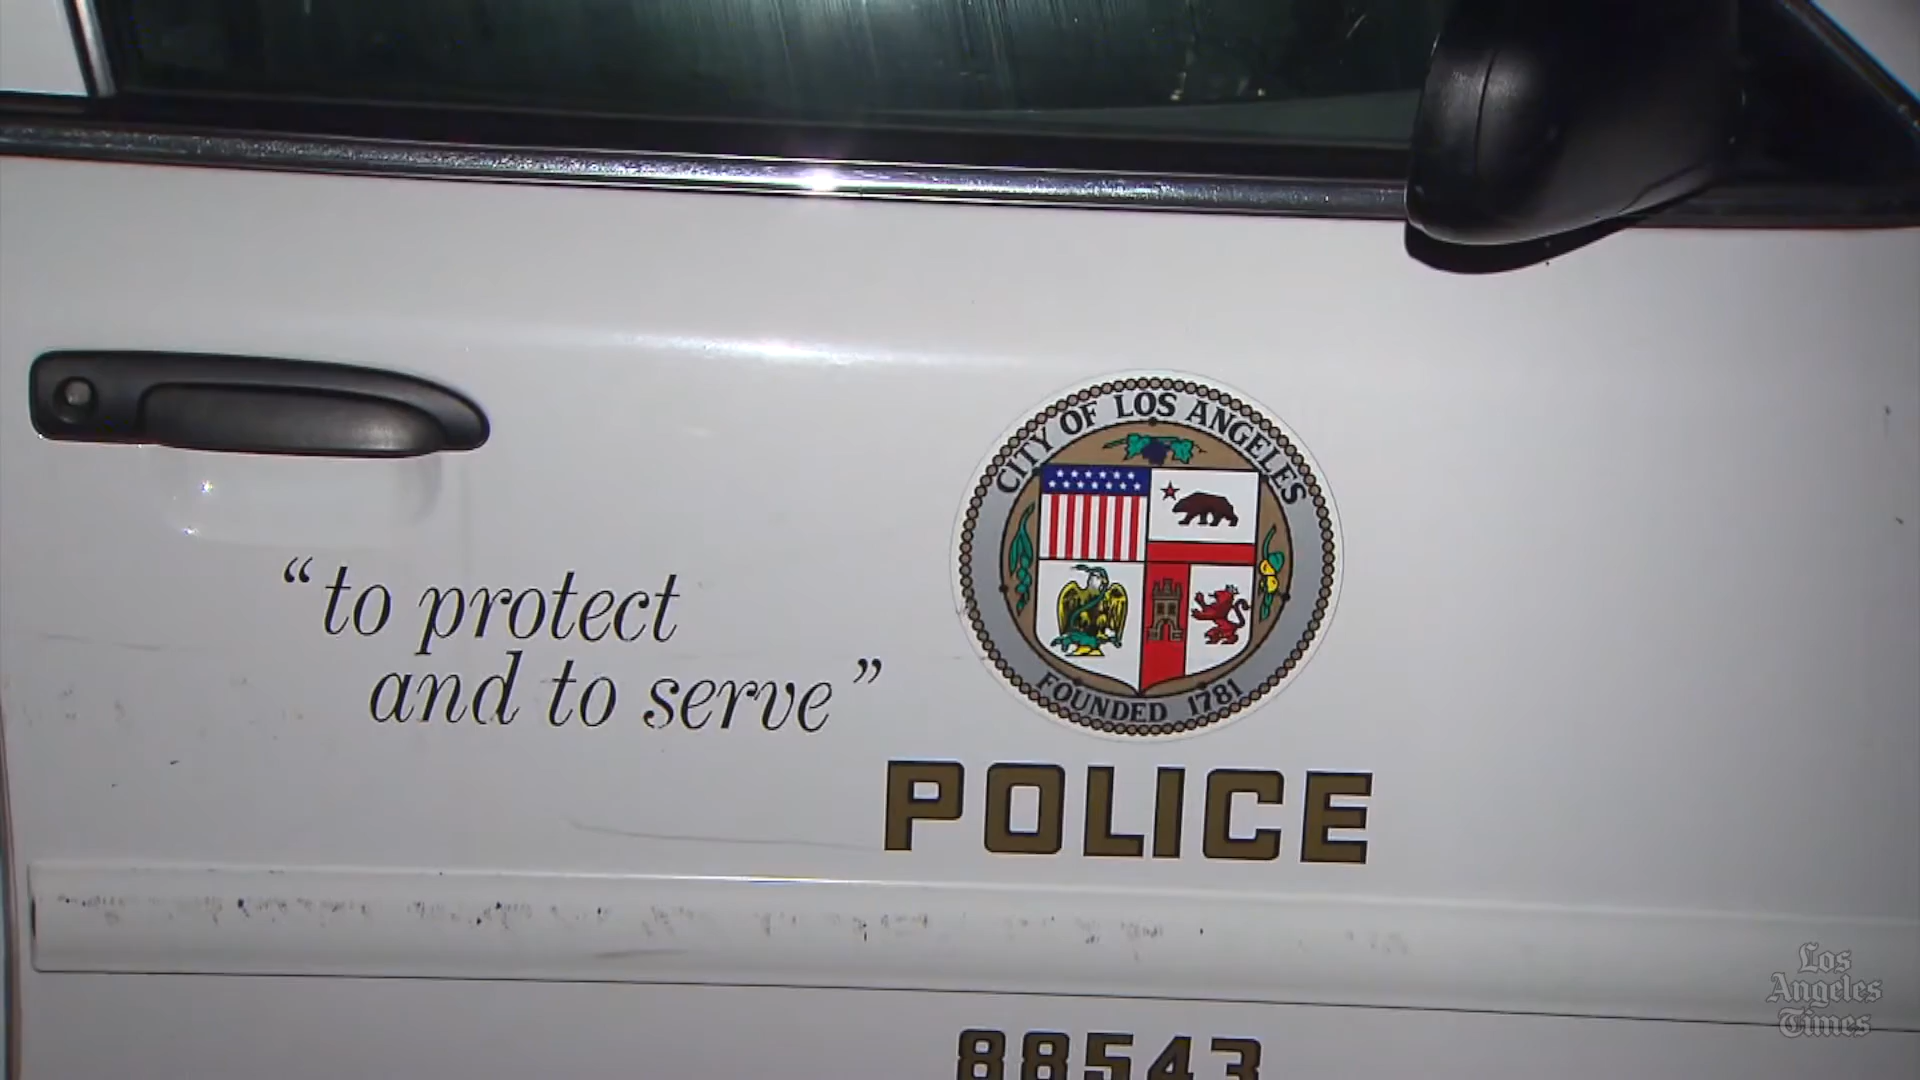 CITY OF LOS ANGELES
FOUNDED 1781
“to protect
and to serve”
POLICE
88543
Los
Angeles
Times